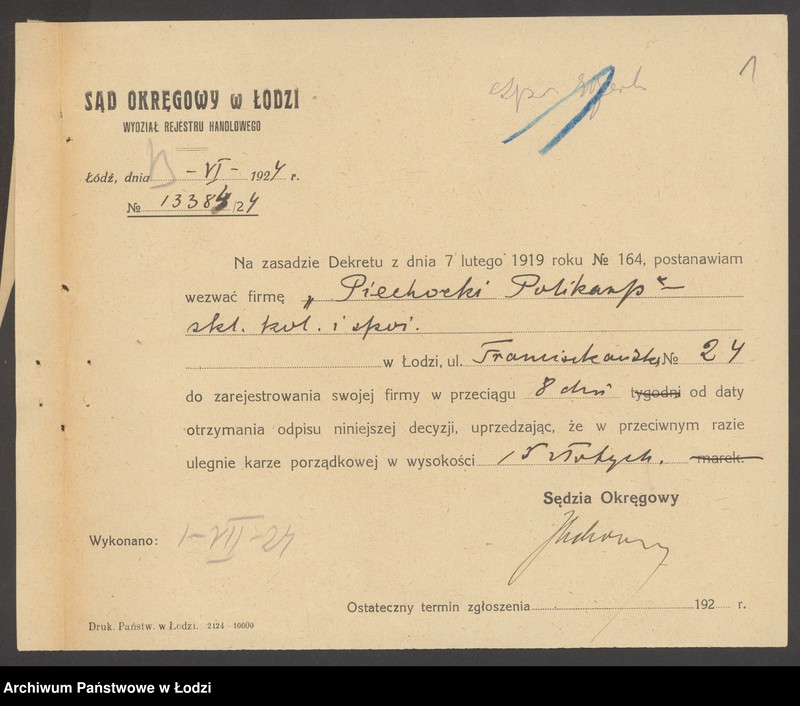 1
SĄD OKRĘGOWY w ŁODZI
WYDZIAŁ REJESTRU HANDLOWEGO
Łódź, dnia - VI - 1924 r.
№ 13384/24
Na zasadzie Dekretu z dnia 7 lutego 1919 roku № 164, postanawiam
wezwać firmę „Piechocki Polikarp"
skl. kol. i spoż.
w Łodzi, ul. Franciszkańska № 24
do zarejestrowania swojej firmy w przeciągu 8 dni tygodni od daty
otrzymania odpisu niniejszej decyzji, uprzedzając, że w przeciwnym razie
ulegnie karze porządkowej w wysokości 15 złotych. marek.
Sędzia Okręgowy
Wykonano: 1-VII-24
Ostateczny termin zgłoszenia 192 r.
Druk. Państw. w Łodzi. 2124 - 10000
Archiwum Państwowe w Łodzi